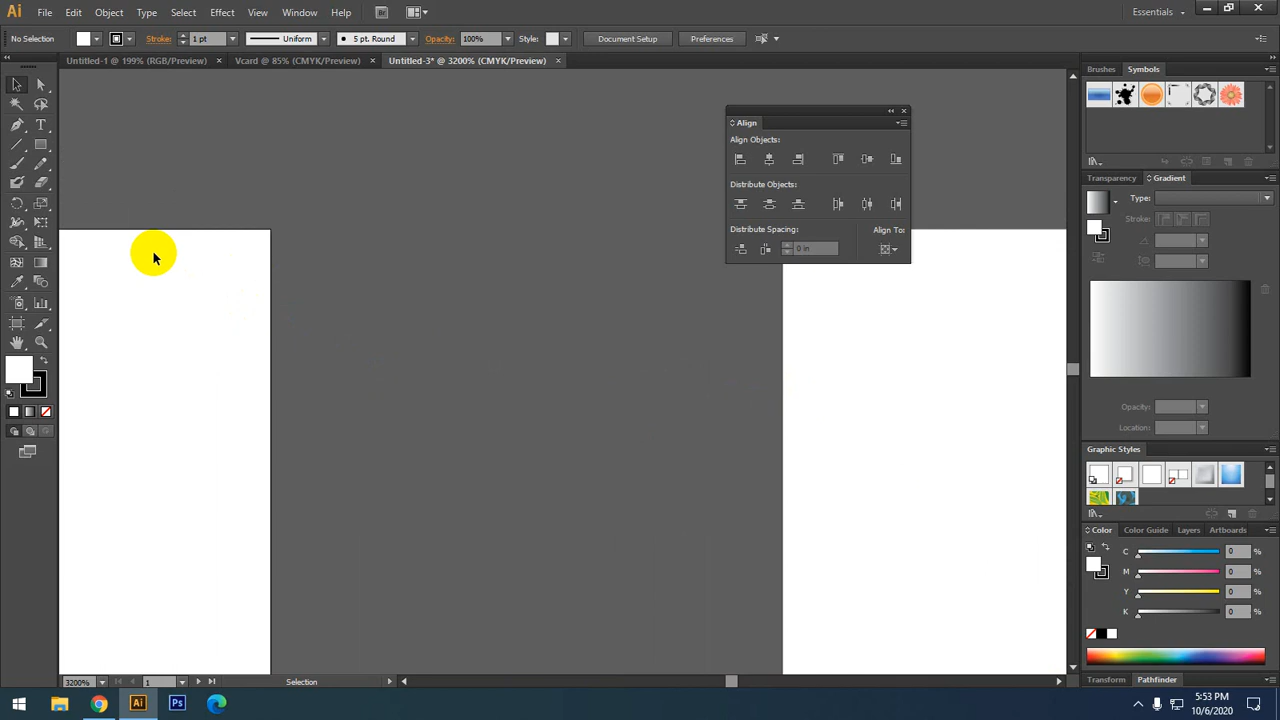 Ai File Edit Object Type Select Effect View Window Help Br Essentials
No Selection Stroke: 1 pt Uniform 5 pt. Round Opacity: 100% Style: Document Setup Preferences
Untitled-1 @ 199% (RGB/Preview) × Vcard @ 85% (CMYK/Preview) × Untitled-3* @ 3200% (CMYK/Preview) ×
Brushes Symbols
Align
Align Objects:
Distribute Objects:
Distribute Spacing: Align To:
0 in
Transparency Gradient
Type:
Stroke:
Opacity:
Location:
Graphic Styles
Color Color Guide Layers Artboards
C 0 %
M 0 %
Y 0 %
K 0 %
3200% 1 Selection
Transform Pathfinder
Ai Ps
5:53 PM
10/6/2020